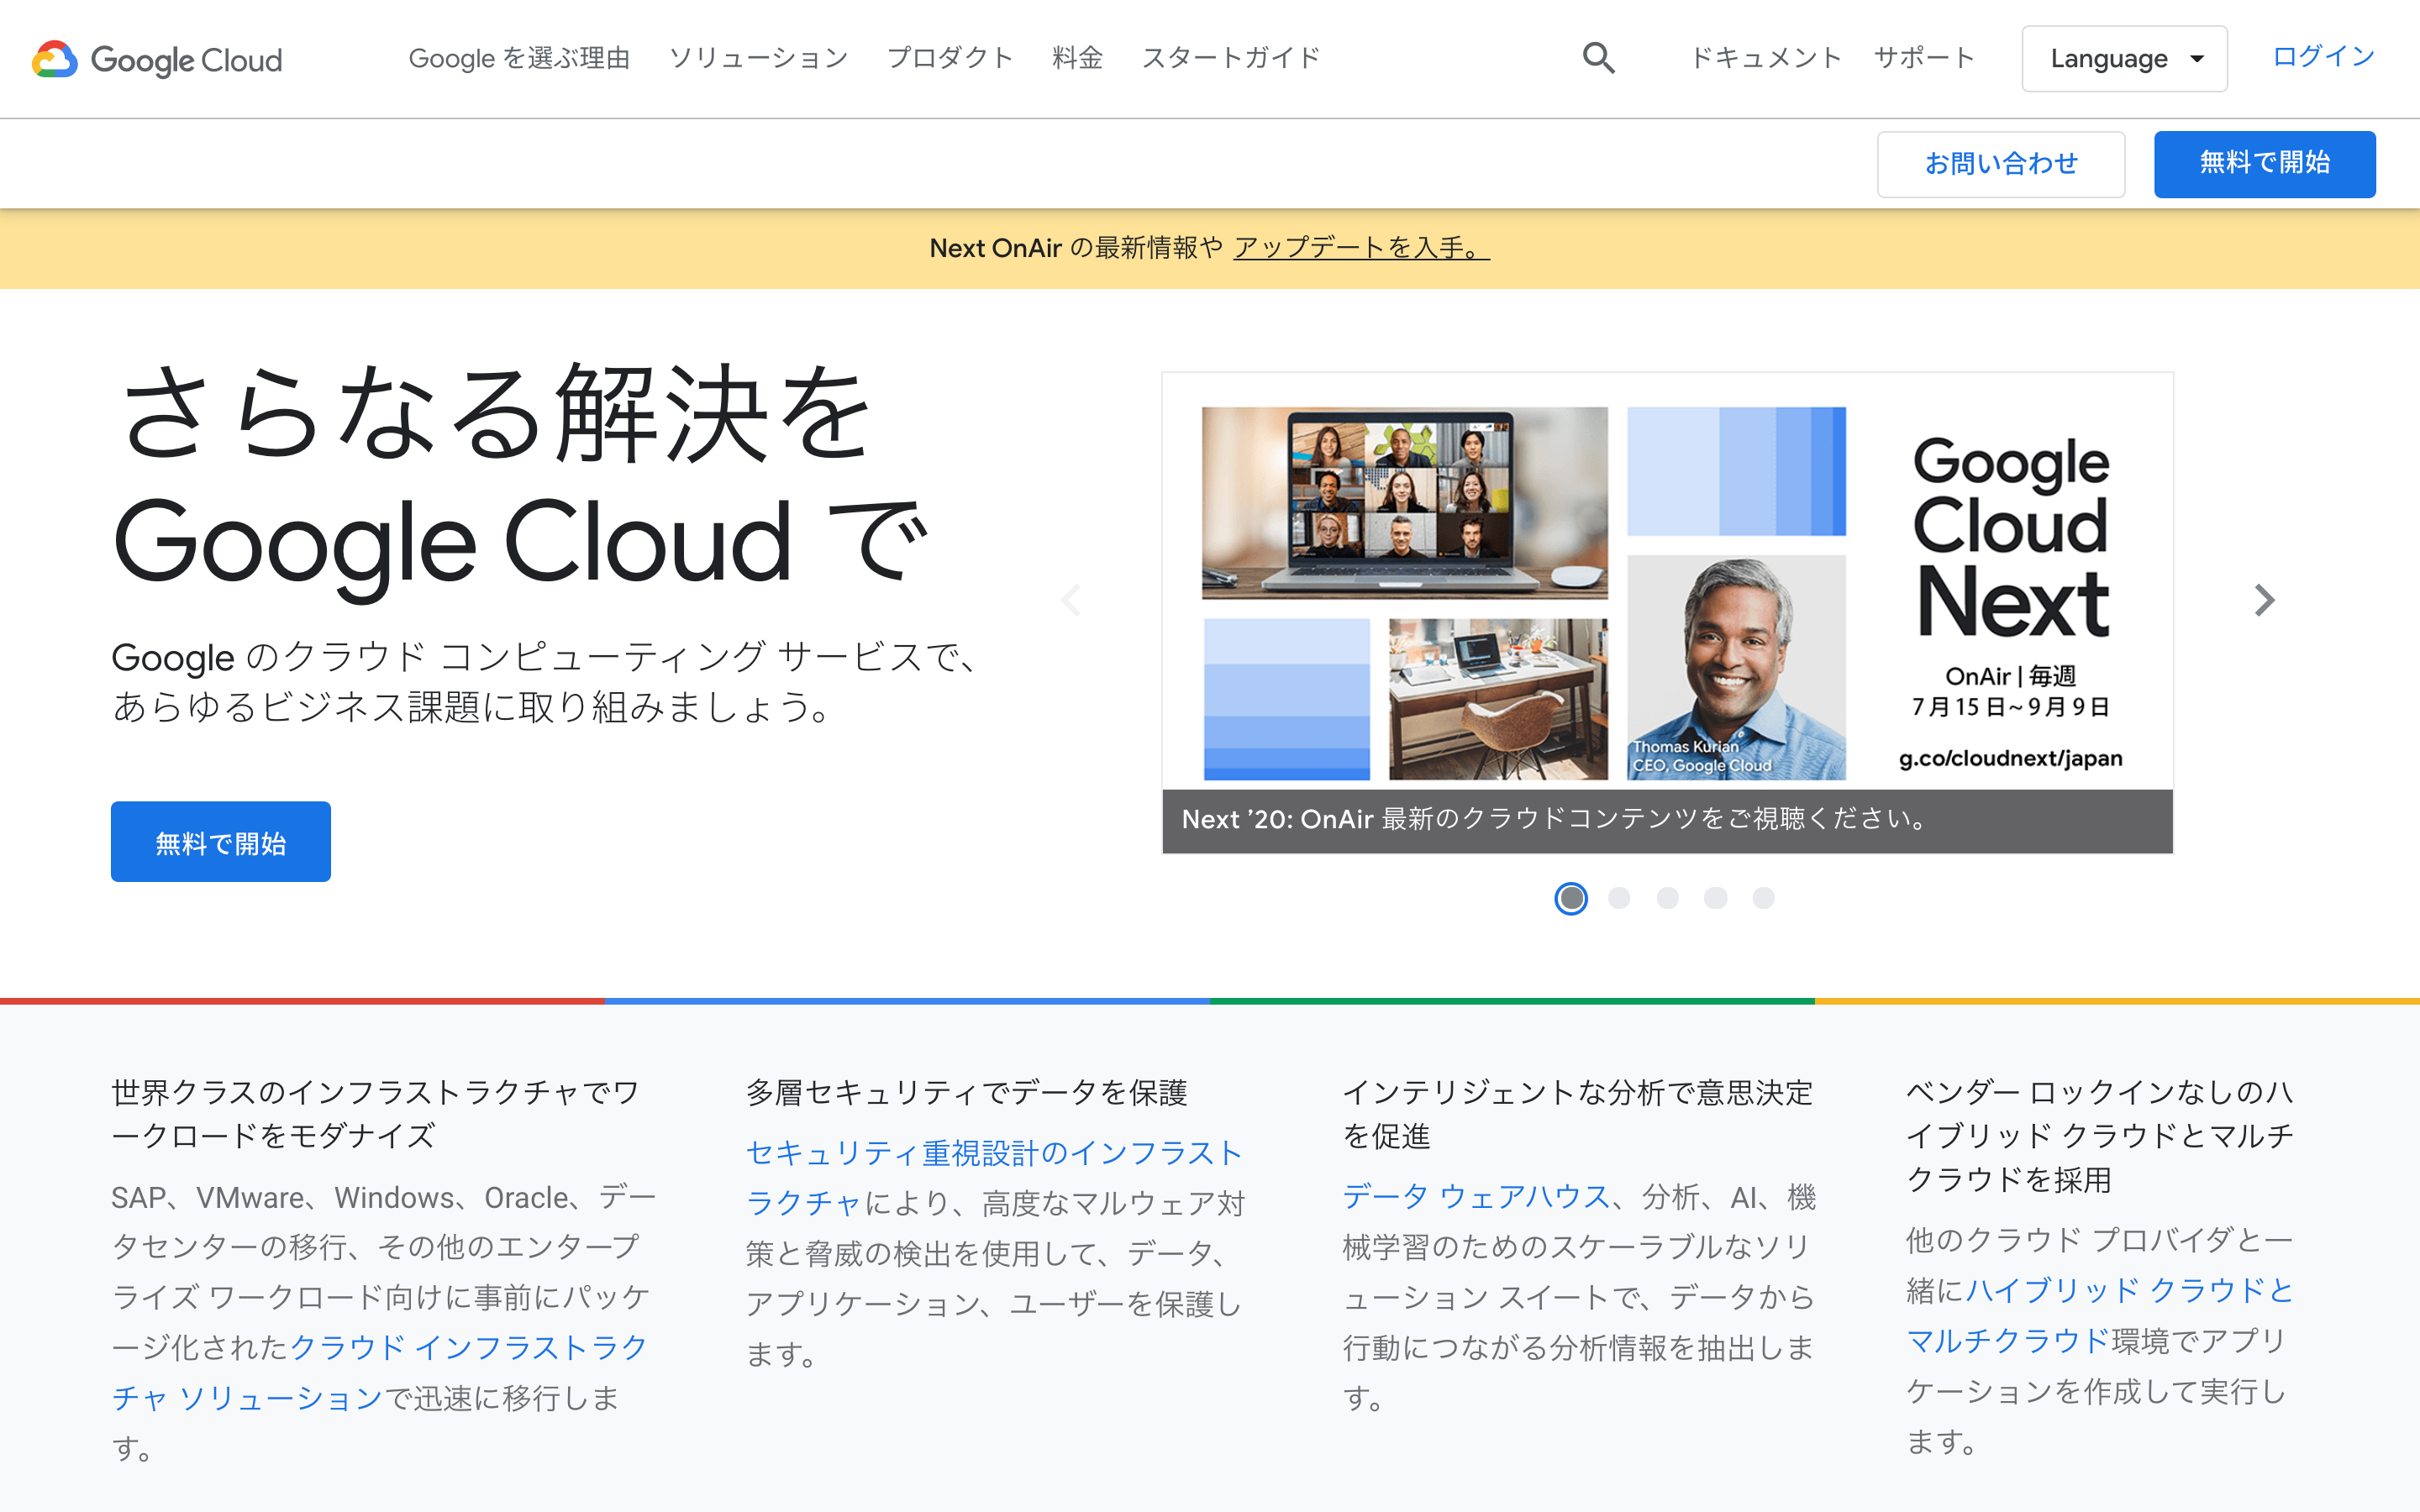 Google Cloud
Google を選ぶ理由 ソリューション プロダクト 料金 スタートガイド ドキュメント サポート Language ログイン
お問い合わせ 無料で開始
Next OnAir の最新情報や アップデートを入手。
さらなる解決を
Google Cloud で
Google のクラウド コンピューティング サービスで、
あらゆるビジネス課題に取り組みましょう。
無料で開始
Google
Cloud
Next
OnAir | 毎週
7 月 15 日~ 9 月 9 日
g.co/cloudnext/japan
Thomas Kurian
CEO, Google Cloud
Next ’20: OnAir 最新のクラウドコンテンツをご視聴ください。
世界クラスのインフラストラクチャでワ
ークロードをモダナイズ
SAP、VMware、Windows、Oracle、デー
タセンターの移行、その他のエンタープ
ライズ ワークロード向けに事前にパッケ
ージ化されたクラウド インフラストラク
チャ ソリューションで迅速に移行しま
す。
多層セキュリティでデータを保護
セキュリティ重視設計のインフラスト
ラクチャにより、高度なマルウェア対
策と脅威の検出を使用して、データ、
アプリケーション、ユーザーを保護し
ます。
インテリジェントな分析で意思決定
を促進
データ ウェアハウス、分析、AI、機
械学習のためのスケーラブルなソリ
ューション スイートで、データから
行動につながる分析情報を抽出しま
す。
ベンダー ロックインなしのハ
イブリッド クラウドとマルチ
クラウドを採用
他のクラウド プロバイダと一
緒にハイブリッド クラウドと
マルチクラウド環境でアプリ
ケーションを作成して実行し
ます。